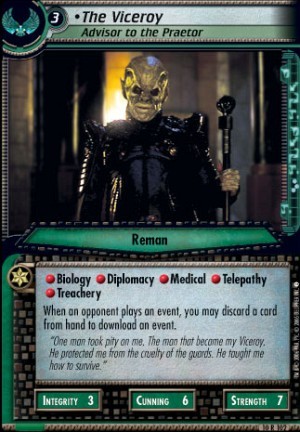 3
•The Viceroy
Advisor to the Praetor
Reman
Biology Diplomacy Medical Telepathy
Treachery
When an opponent plays an event, you may discard a
card from hand to download an event.
"One man took pity on me, The man that became my Viceroy.
He protected me from the cruelty of the guards. He taught me
how to survive."
INTEGRITY 3 CUNNING 6 STRENGTH 7